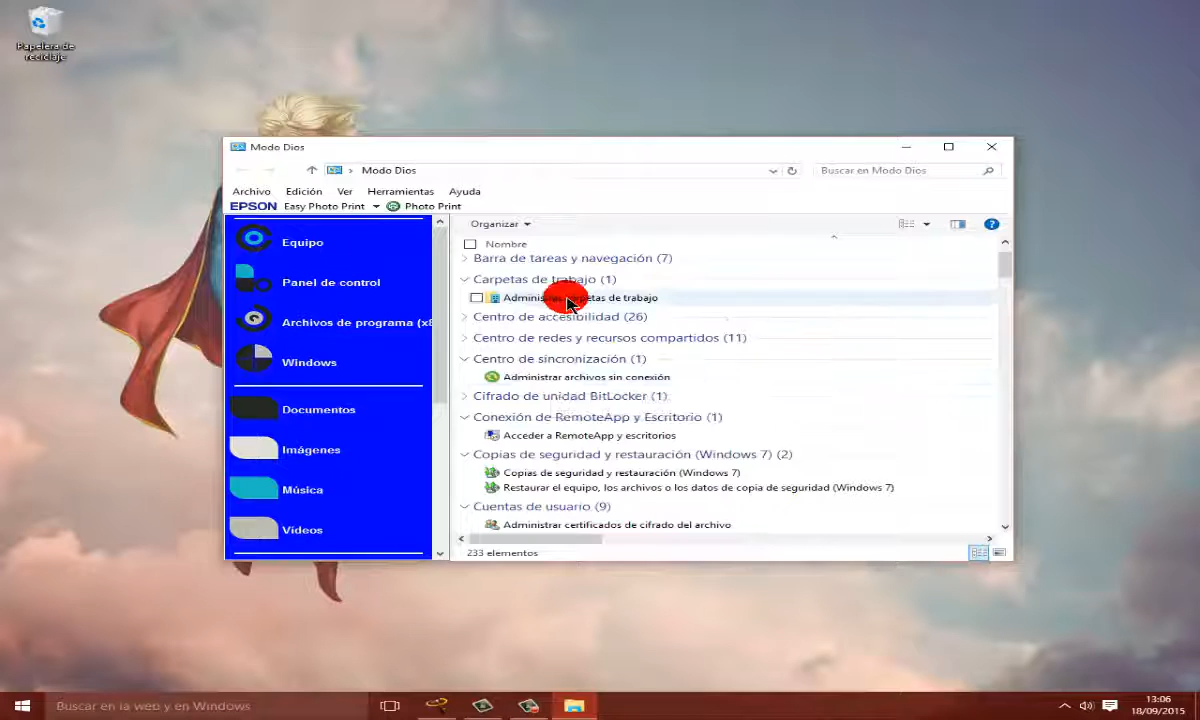 Papelera de
reciclaje
Modo Dios
Modo Dios
Buscar en Modo Dios
Archivo Edición Ver Herramientas Ayuda
EPSON Easy Photo Print Photo Print
Equipo
Panel de control
Archivos de programa (x8
Windows
Documentos
Imágenes
Música
Vídeos
Organizar
Nombre
Barra de tareas y navegación (7)
Carpetas de trabajo (1)
Administrar carpetas de trabajo
Centro de accesibilidad (26)
Centro de redes y recursos compartidos (11)
Centro de sincronización (1)
Administrar archivos sin conexión
Cifrado de unidad BitLocker (1)
Conexión de RemoteApp y Escritorio (1)
Acceder a RemoteApp y escritorios
Copias de seguridad y restauración (Windows 7) (2)
Copias de seguridad y restauración (Windows 7)
Restaurar el equipo, los archivos o los datos de copia de seguridad (Windows 7)
Cuentas de usuario (9)
Administrar certificados de cifrado del archivo
233 elementos
Buscar en la web y en Windows
13:06
18/09/2015